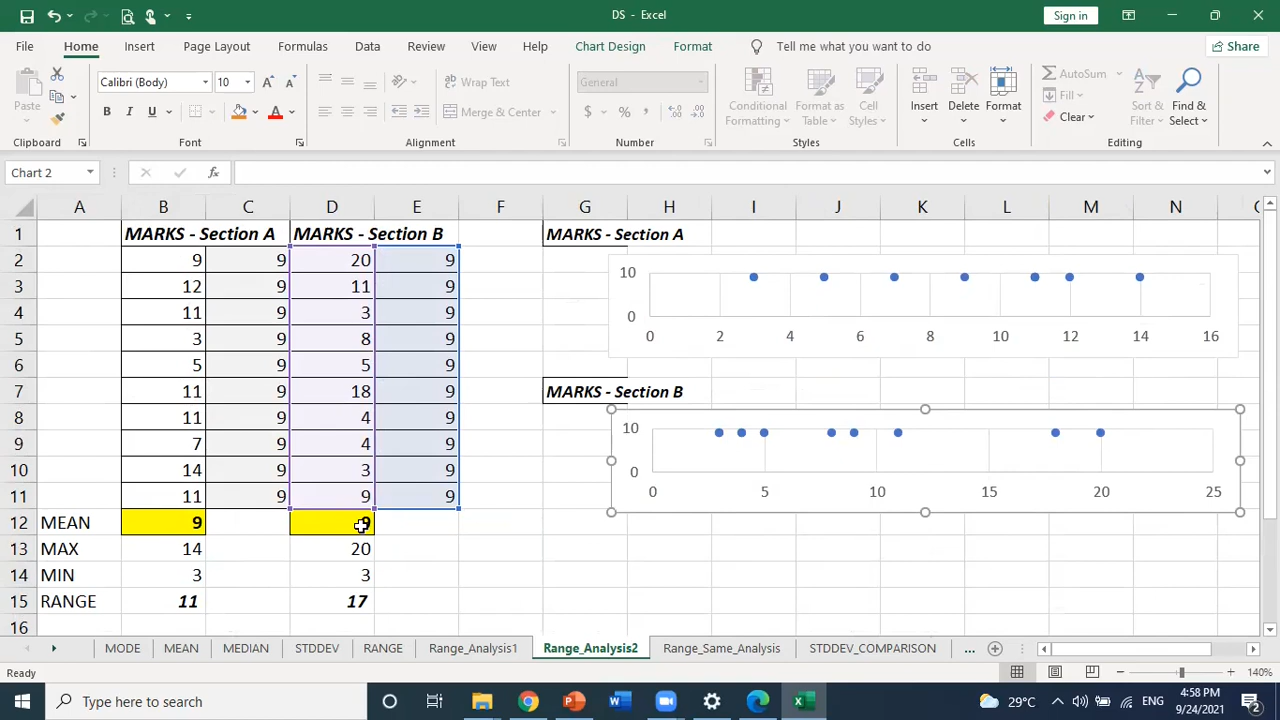 DS - Excel
Sign in
File Home Insert Page Layout Formulas Data Review View Help Chart Design Format Tell me what you want to do Share
Paste
Calibri (Body) 10
B I U A
Wrap Text
Merge & Center
General
$ % ,
Conditional Formatting
Format as Table
Cell Styles
Insert
Delete
Format
AutoSum
Fill
Clear
Sort & Filter
Find & Select
Clipboard Font Alignment Number Styles Cells Editing
Chart 2 fx
A B C D E F G H I J K L M N
1 MARKS - Section A MARKS - Section B MARKS - Section A
2 9 9 20 9
3 12 9 11 9
4 11 9 3 9
5 3 9 8 9
6 5 9 5 9
7 11 9 18 9 MARKS - Section B
8 11 9 4 9
9 7 9 4 9
10 14 9 3 9
11 11 9 9 9
12 MEAN 9 9
13 MAX 14 20
14 MIN 3 3
15 RANGE 11 17
16
10
0
0 2 4 6 8 10 12 14 16
10
0
0 5 10 15 20 25
MODE MEAN MEDIAN STDDEV RANGE Range_Analysis1 Range_Analysis2 Range_Same_Analysis STDDEV_COMPARISON ...
Ready 140%
Type here to search
29°C ENG 4:58 PM
9/24/2021
2